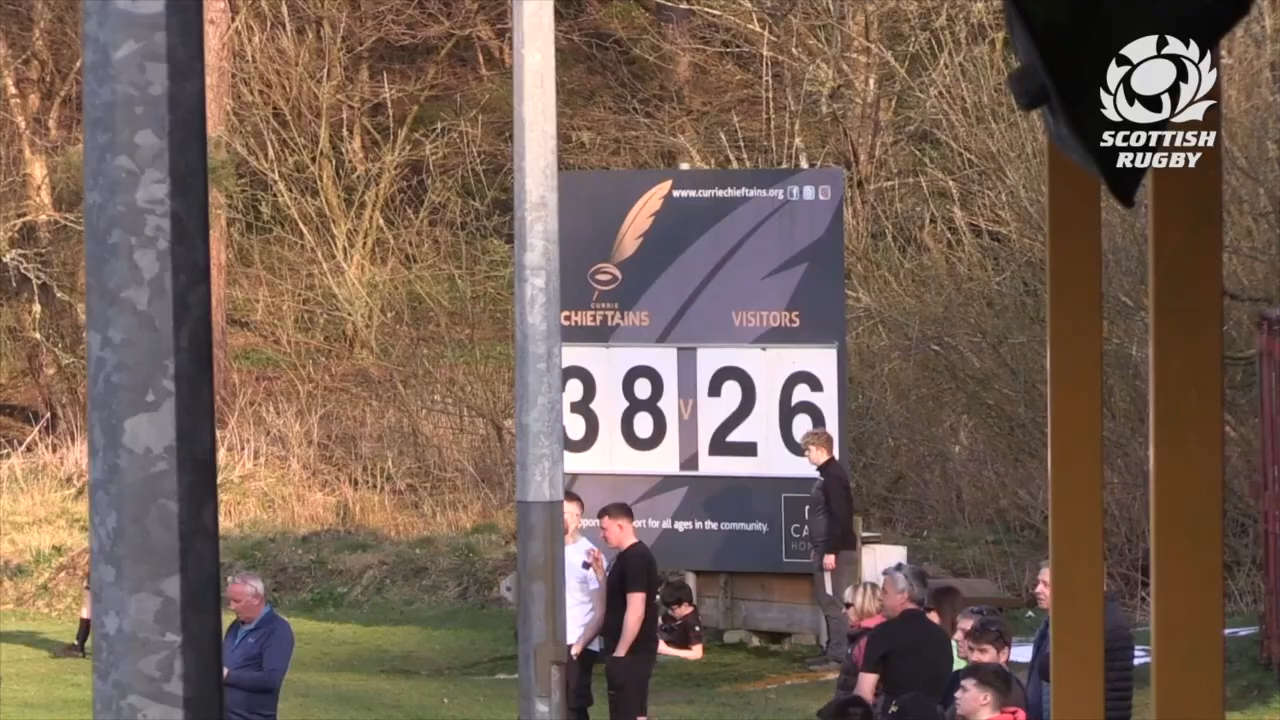 SCOTTISH
RUGBY
www.curriechieftains.org
CURRIE
CHIEFTAINS
VISITORS
38 V 26
for all ages in the community.